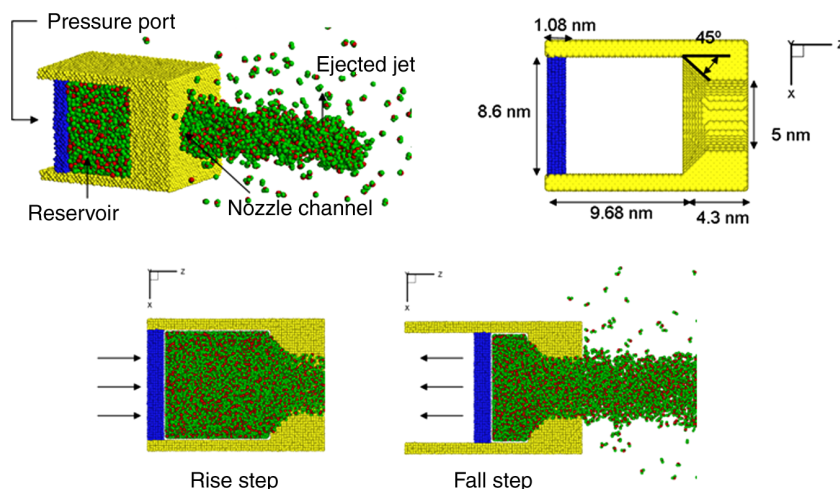 Pressure port
Ejected jet
Reservoir
Nozzle channel
1.08 nm
45º
8.6 nm
5 nm
9.68 nm
4.3 nm
Y
Z
X
Y
z
x
Y
z
x
Rise step
Fall step